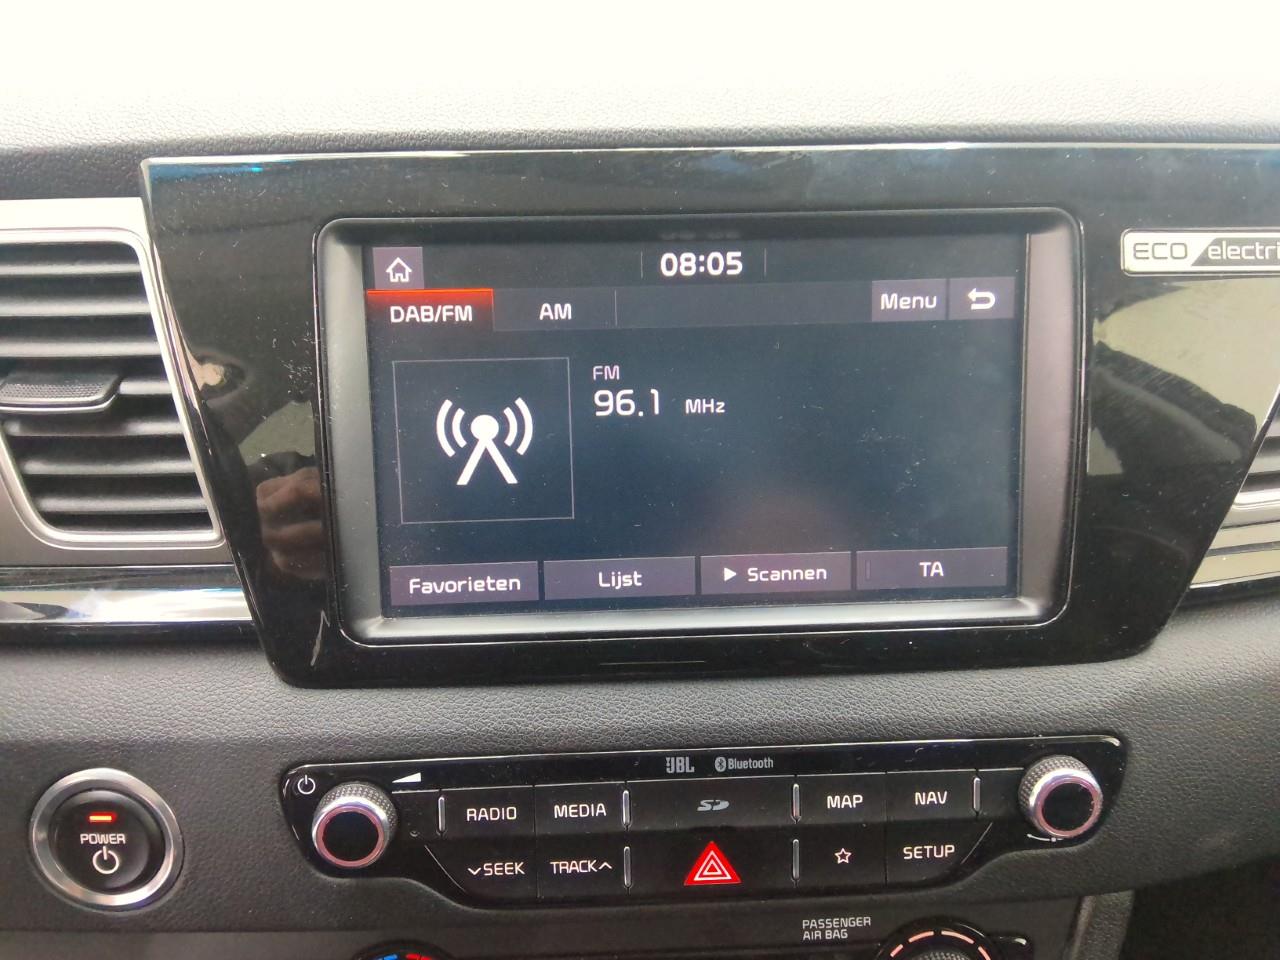 08:05
DAB/FM AM Menu
FM
96.1 MHz
Favorieten Lijst Scannen TA
ECO electri
JBL Bluetooth
RADIO MEDIA SD MAP NAV
SEEK TRACK SETUP
POWER
PASSENGER
AIR BAG